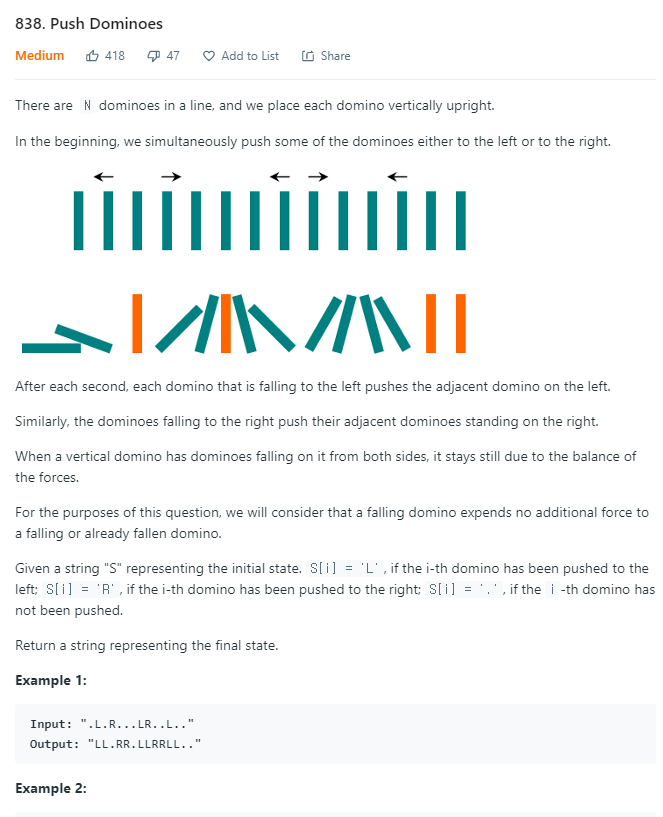 838. Push Dominoes
Medium 418 47 Add to List Share
There are N dominoes in a line, and we place each domino vertically upright.
In the beginning, we simultaneously push some of the dominoes either to the left or to the right.
After each second, each domino that is falling to the left pushes the adjacent domino on the left.
Similarly, the dominoes falling to the right push their adjacent dominoes standing on the right.
When a vertical domino has dominoes falling on it from both sides, it stays still due to the balance of
the forces.
For the purposes of this question, we will consider that a falling domino expends no additional force to
a falling or already fallen domino.
Given a string "S" representing the initial state. S[i] = 'L', if the i-th domino has been pushed to the
left; S[i] = 'R', if the i-th domino has been pushed to the right; S[i] = '.', if the i-th domino has
not been pushed.
Return a string representing the final state.
Example 1:
Input: ".L.R...LR..L.."
Output: "LL.RR.LLRRLL.."
Example 2: